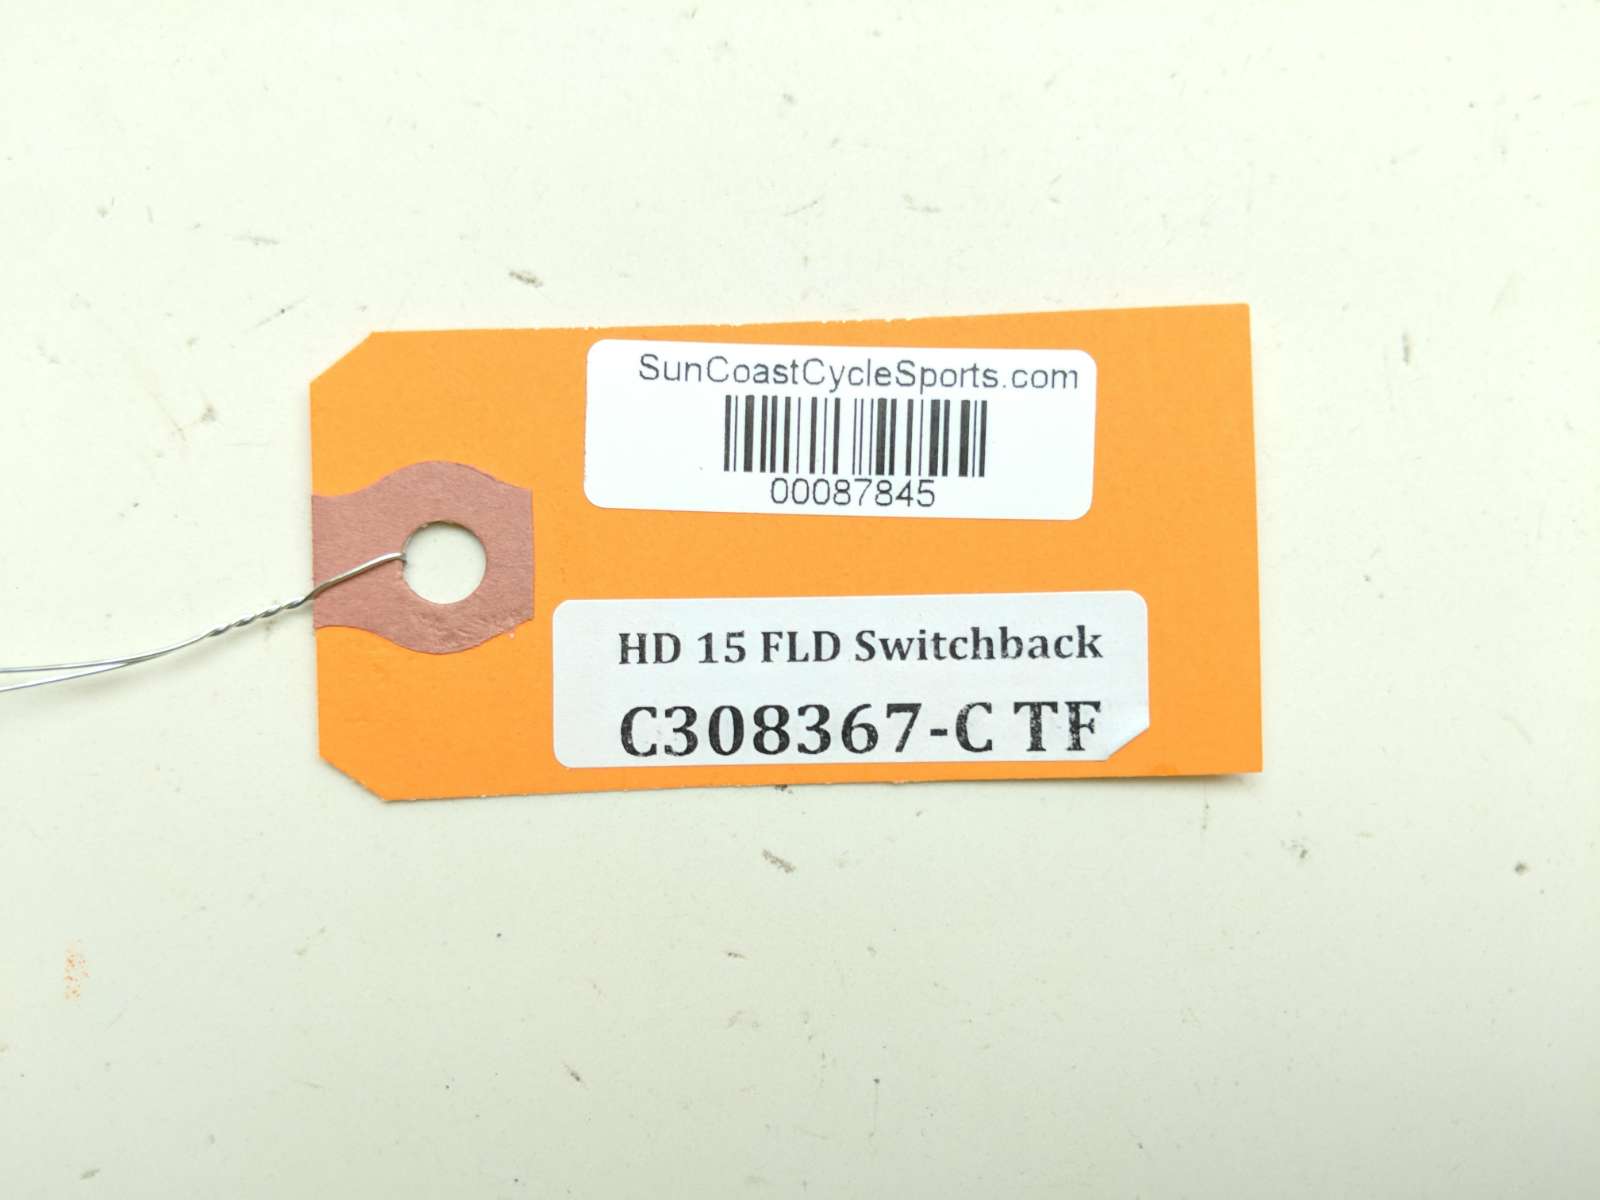 SunCoastCycleSports.com
00087845
HD 15 FLD Switchback
C308367-C TF